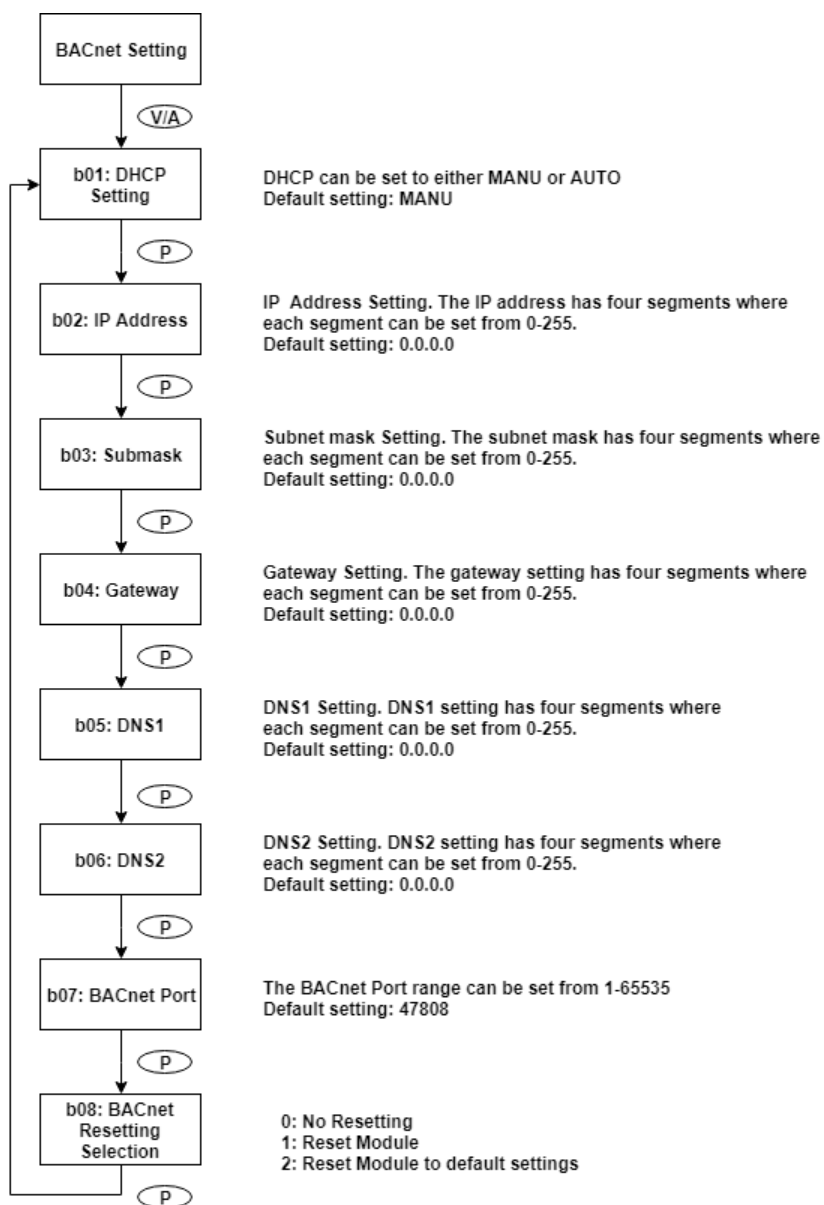 BACnet Setting
V/A
b01: DHCP
Setting
DHCP can be set to either MANU or AUTO
Default setting: MANU
P
b02: IP Address
IP Address Setting. The IP address has four segments where
each segment can be set from 0-255.
Default setting: 0.0.0.0
P
b03: Submask
Subnet mask Setting. The subnet mask has four segments where
each segment can be set from 0-255.
Default setting: 0.0.0.0
P
b04: Gateway
Gateway Setting. The gateway setting has four segments where
each segment can be set from 0-255.
Default setting: 0.0.0.0
P
b05: DNS1
DNS1 Setting. DNS1 setting has four segments where
each segment can be set from 0-255.
Default setting: 0.0.0.0
P
b06: DNS2
DNS2 Setting. DNS2 setting has four segments where
each segment can be set from 0-255.
Default setting: 0.0.0.0
P
b07: BACnet Port
The BACnet Port range can be set from 1-65535
Default setting: 47808
P
b08: BACnet
Resetting
Selection
0: No Resetting
1: Reset Module
2: Reset Module to default settings
P